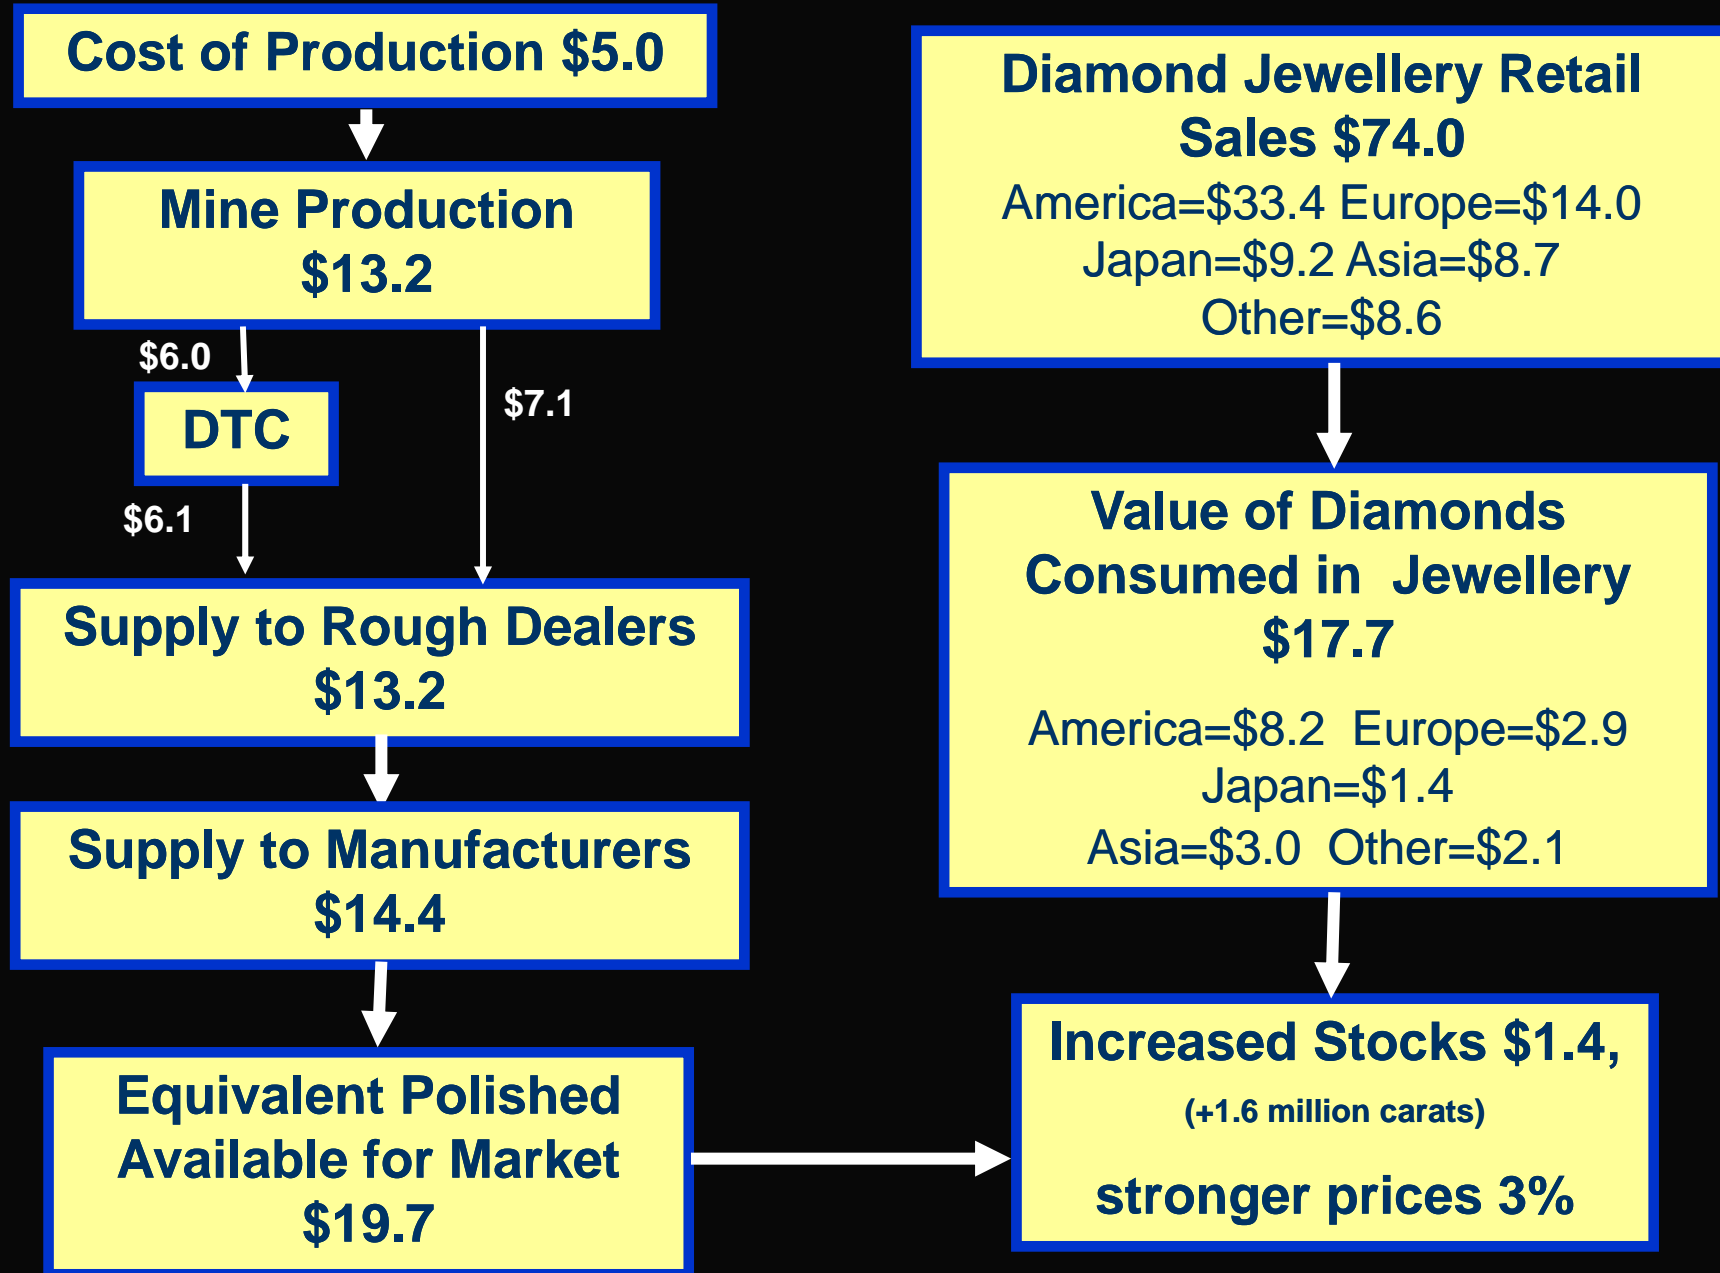 Cost of Production $5.0
Mine Production
$13.2
$6.0
$7.1
DTC
$6.1
Supply to Rough Dealers
$13.2
Supply to Manufacturers
$14.4
Equivalent Polished
Available for Market
$19.7
Diamond Jewellery Retail
Sales $74.0
America=$33.4 Europe=$14.0
Japan=$9.2 Asia=$8.7
Other=$8.6
Value of Diamonds
Consumed in Jewellery
$17.7
America=$8.2 Europe=$2.9
Japan=$1.4
Asia=$3.0 Other=$2.1
Increased Stocks $1.4,
(+1.6 million carats)
stronger prices 3%